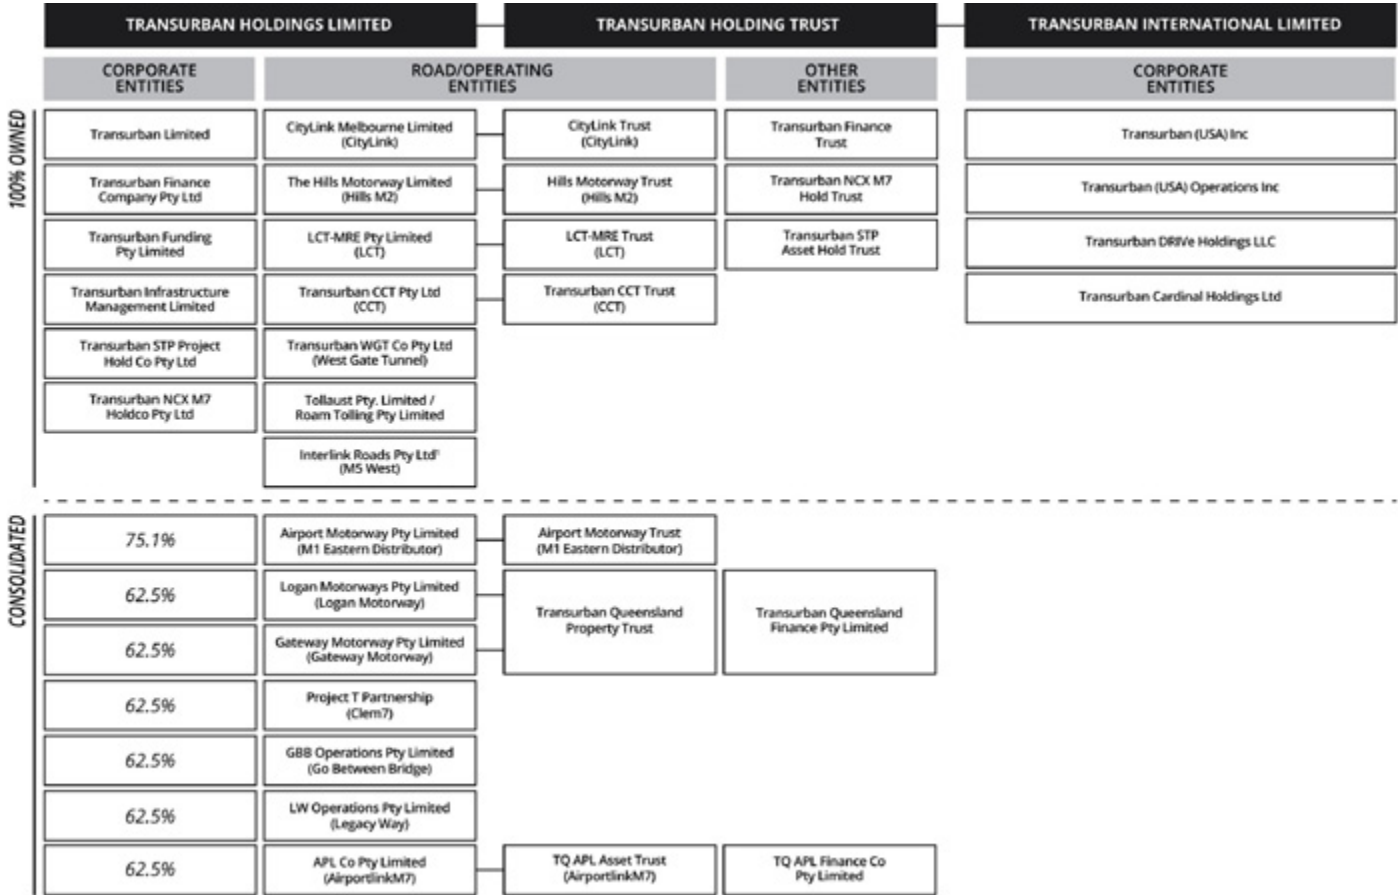 TRANSURBAN HOLDINGS LIMITED
TRANSURBAN HOLDING TRUST
TRANSURBAN INTERNATIONAL LIMITED
CORPORATE
ENTITIES
ROAD/OPERATING
ENTITIES
OTHER
ENTITIES
CORPORATE
ENTITIES
100% OWNED
Transurban Limited
CityLink Melbourne Limited
(CityLink)
CityLink Trust
(CityLink)
Transurban Finance
Trust
Transurban (USA) Inc
Transurban Finance
Company Pty Ltd
The Hills Motorway Limited
(Hills M2)
Hills Motorway Trust
(Hills M2)
Transurban NCX M7
Hold Trust
Transurban (USA) Operations Inc
Transurban Funding
Pty Limited
LCT-MRE Pty Limited
(LCT)
LCT-MRE Trust
(LCT)
Transurban STP
Asset Hold Trust
Transurban DRIVe Holdings LLC
Transurban Infrastructure
Management Limited
Transurban CCT Pty Ltd
(CCT)
Transurban CCT Trust
(CCT)
Transurban Cardinal Holdings Ltd
Transurban STP Project
Hold Co Pty Ltd
Transurban WGT Co Pty Ltd
(West Gate Tunnel)
Transurban NCX M7
Holdco Pty Ltd
Tollaust Pty. Limited /
Roam Tolling Pty Limited
Interlink Roads Pty Ltd¹
(M5 West)
CONSOLIDATED
75.1%
Airport Motorway Pty Limited
(M1 Eastern Distributor)
Airport Motorway Trust
(M1 Eastern Distributor)
62.5%
Logan Motorways Pty Limited
(Logan Motorway)
Transurban Queensland
Property Trust
Transurban Queensland
Finance Pty Limited
62.5%
Gateway Motorway Pty Limited
(Gateway Motorway)
62.5%
Project T Partnership
(Clem7)
62.5%
GBB Operations Pty Limited
(Go Between Bridge)
62.5%
LW Operations Pty Limited
(Legacy Way)
62.5%
APL Co Pty Limited
(AirportlinkM7)
TQ APL Asset Trust
(AirportlinkM7)
TQ APL Finance Co
Pty Limited